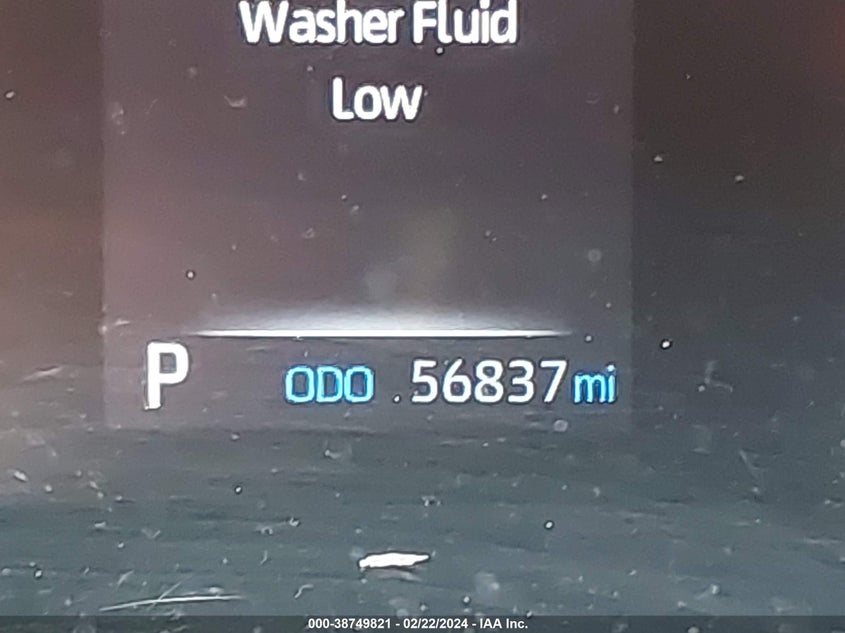 Washer Fluid
Low
P ODO 56837 mi
000-38749821 - 02/22/2024 - IAA Inc.